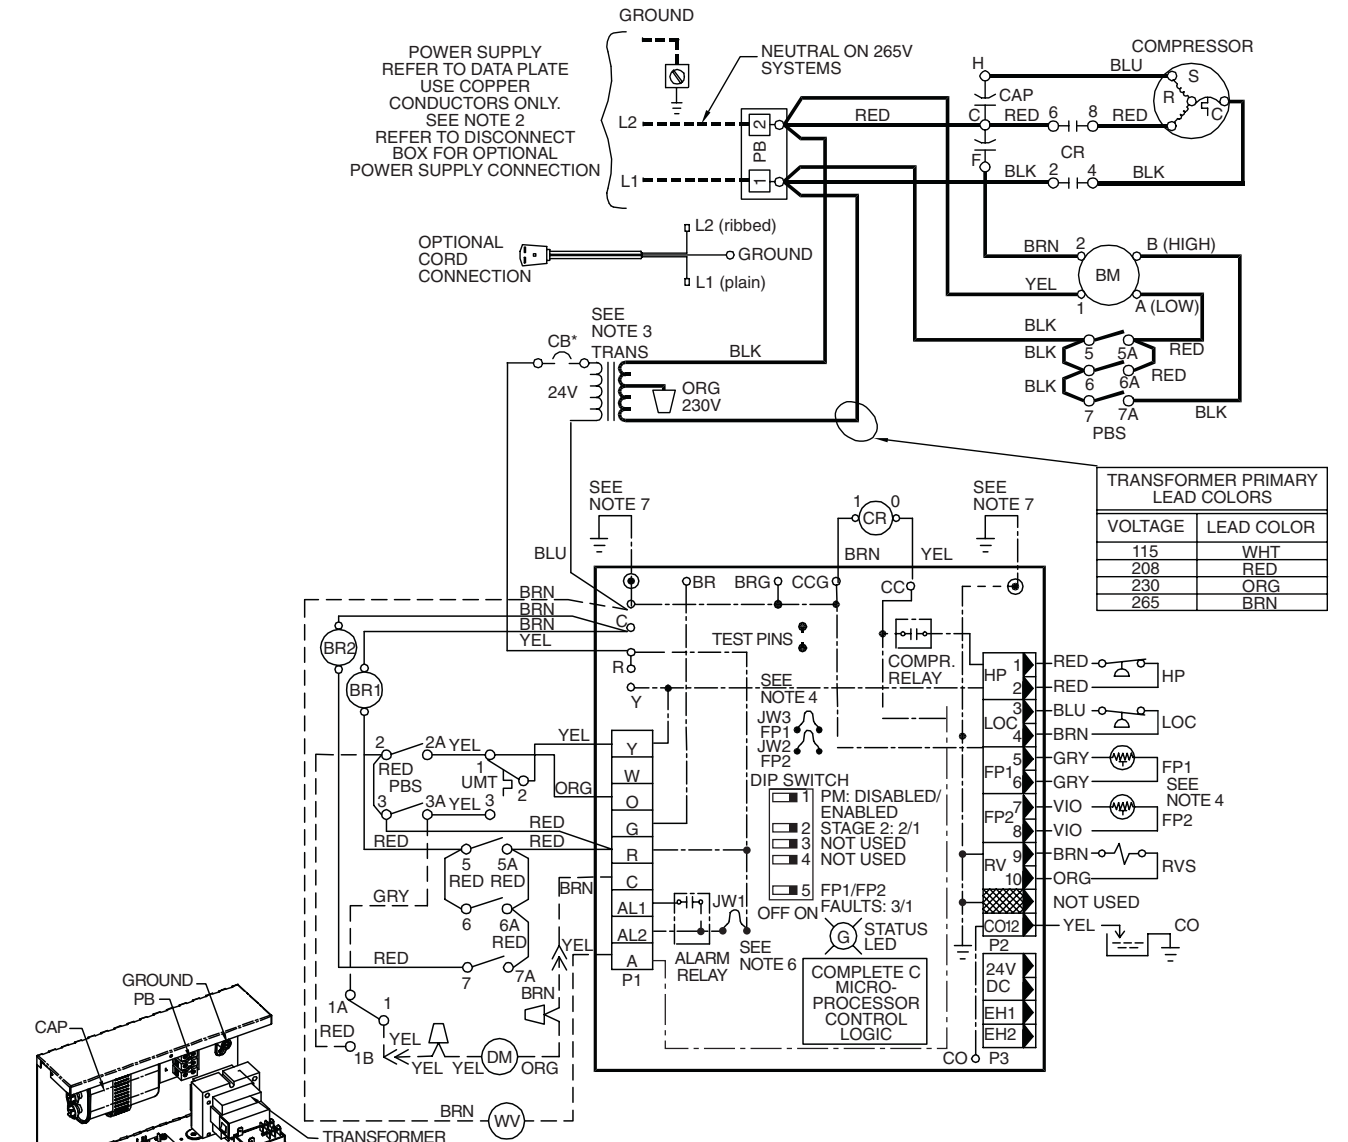 GROUND
POWER SUPPLY
REFER TO DATA PLATE
USE COPPER
CONDUCTORS ONLY.
SEE NOTE 2
REFER TO DISCONNECT
BOX FOR OPTIONAL
POWER SUPPLY CONNECTION
L2
L1
NEUTRAL ON 265V
SYSTEMS
PB
2
1
RED
H
CAP
C
F
BLU
COMPRESSOR
S
R
C
RED
6
8
RED
CR
BLK
2
4
BLK
OPTIONAL
CORD
CONNECTION
L2 (ribbed)
GROUND
L1 (plain)
BRN
2
B (HIGH)
BM
YEL
1
A (LOW)
BLK
5
5A
RED
BLK
6
6A
RED
BLK
7
7A
BLK
PBS
SEE
NOTE 3
CB*
TRANS
BLK
24V
ORG
230V
TRANSFORMER PRIMARY
LEAD COLORS
VOLTAGE
LEAD COLOR
115
WHT
208
RED
230
ORG
265
BRN
SEE
NOTE 7
1
0
CR
SEE
NOTE 7
BLU
BRN
YEL
BR
BRG
CCG
CC
BRN
BRN
BRN
YEL
C
R
Y
BR2
BR1
TEST PINS
COMPR.
RELAY
SEE
NOTE 4
JW3
FP1
JW2
FP2
DIP SWITCH
1
PM: DISABLED/
ENABLED
2
STAGE 2: 2/1
3
NOT USED
4
NOT USED
5
FP1/FP2
FAULTS: 3/1
OFF ON
G
STATUS
LED
COMPLETE C
MICRO-
PROCESSOR
CONTROL
LOGIC
HP
1
2
LOC
3
4
FP1
5
6
FP2
7
8
RV
9
10
CO12
P2
24V
DC
EH1
EH2
P3
CO
RED
RED
HP
BLU
BRN
LOC
GRY
GRY
FP1
SEE
NOTE 4
VIO
VIO
FP2
BRN
ORG
RVS
NOT USED
YEL
CO
2
2A
YEL
RED
PBS
1
UMT
2
YEL
ORG
3
3A
YEL
3
RED
RED
RED
5
5A
RED
RED
6
6A
RED
GRY
RED
7
7A
Y
W
O
G
R
C
AL1
AL2
A
P1
BRN
YEL
BRN
JW1
ALARM
RELAY
SEE
NOTE 6
1A
1
RED
1B
YEL
YEL
YEL
DM
ORG
BRN
WV
GROUND
PB
CAP
TRANSFORMER